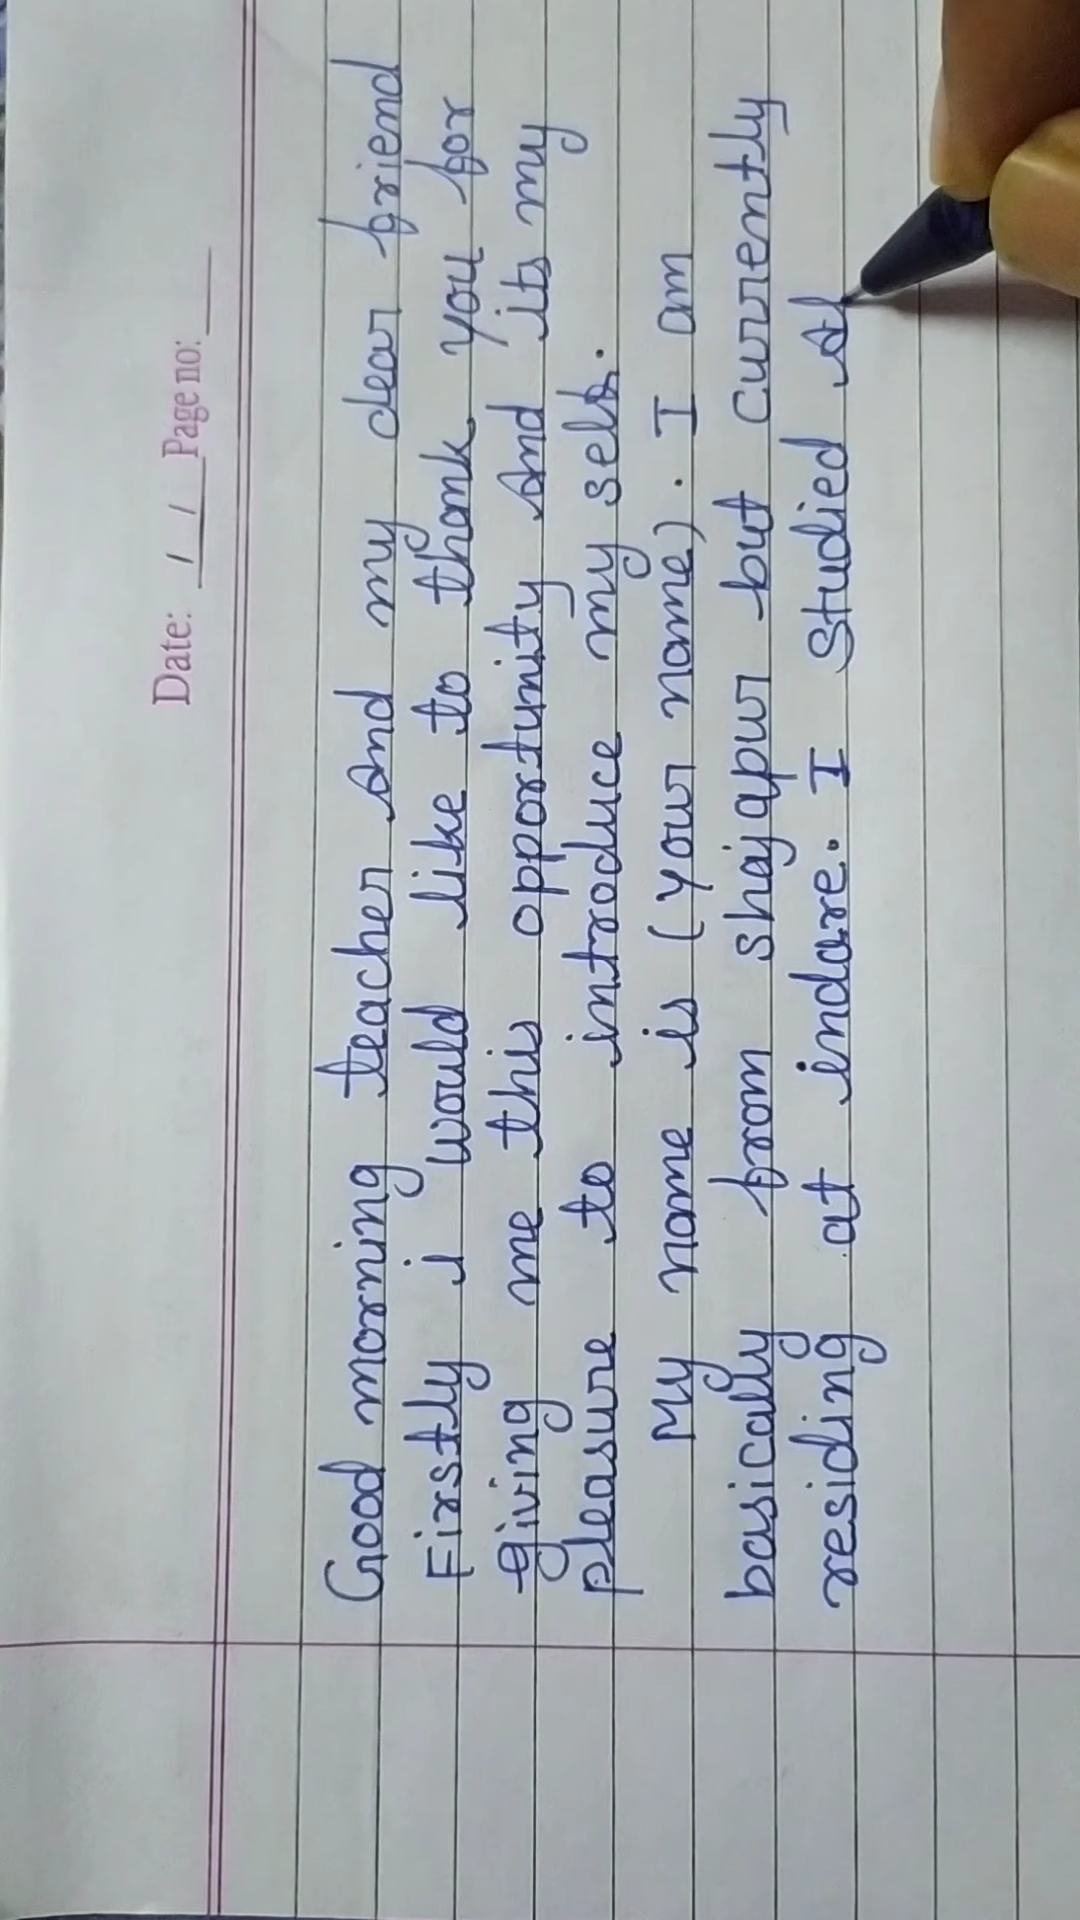 Date: / / Page no:
Good morning teacher and my dear friend
Firstly i would like to thank you for
giving me this opportunity and its my
pleasure to introduce my self.
My name is (your name). I am
basically from shajapur but currently
residing at indore. I studied